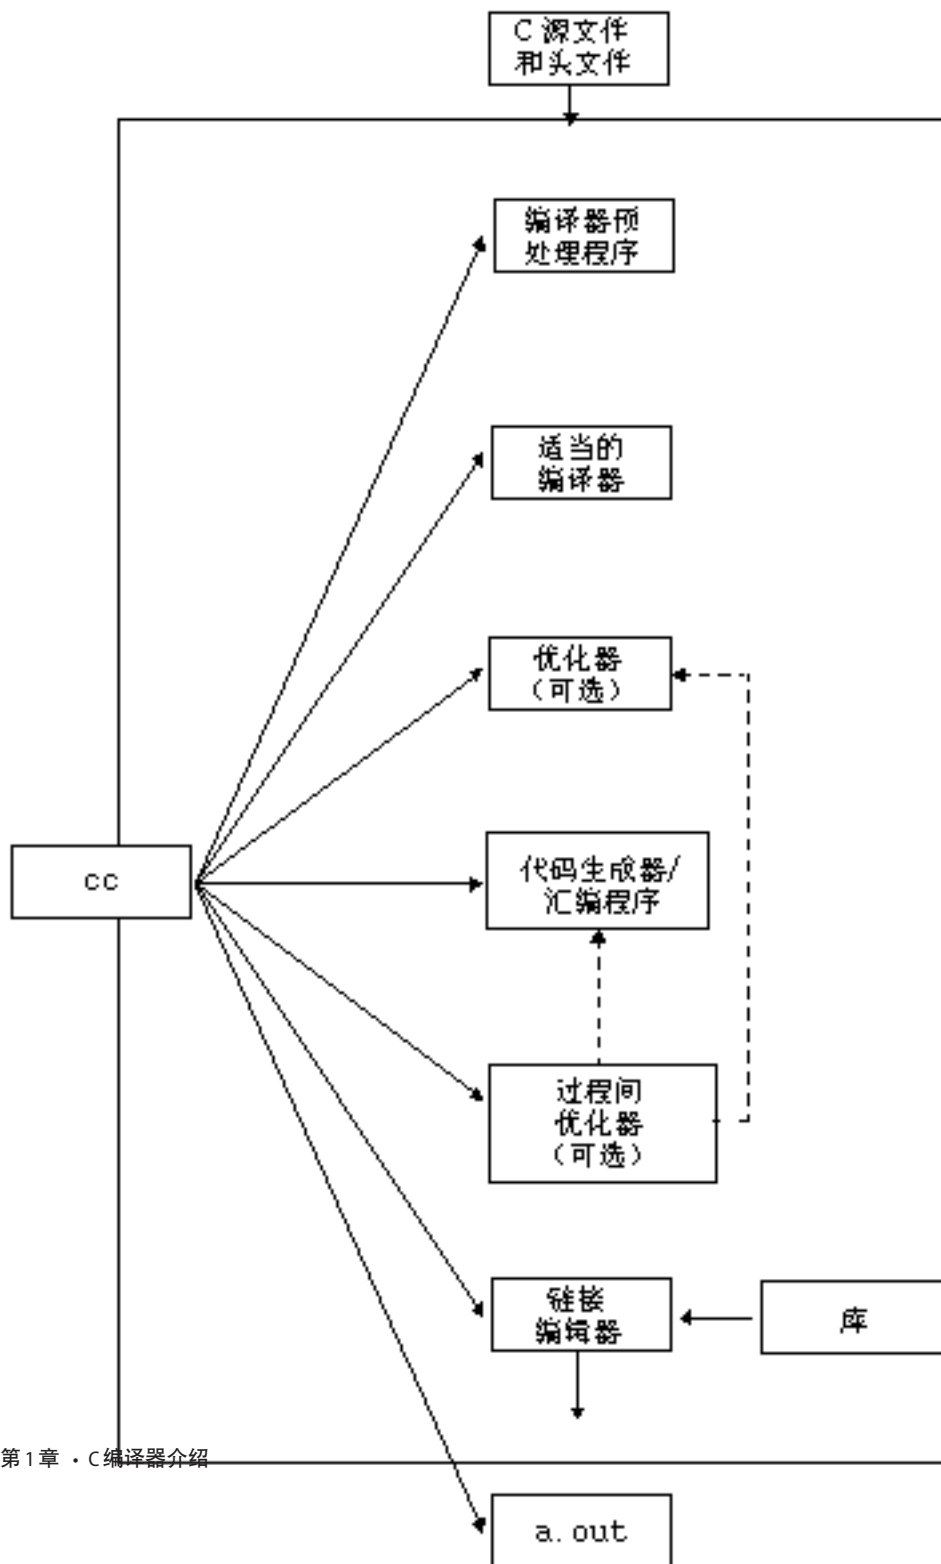 C 源文件
和头文件
编译器预
处理程序
适当的
编译器
优化器
（可选）
cc
代码生成器/
汇编程序
过程间
优化器
（可选）
链接
编辑器
库
第1章 • C编译器介绍
a.out